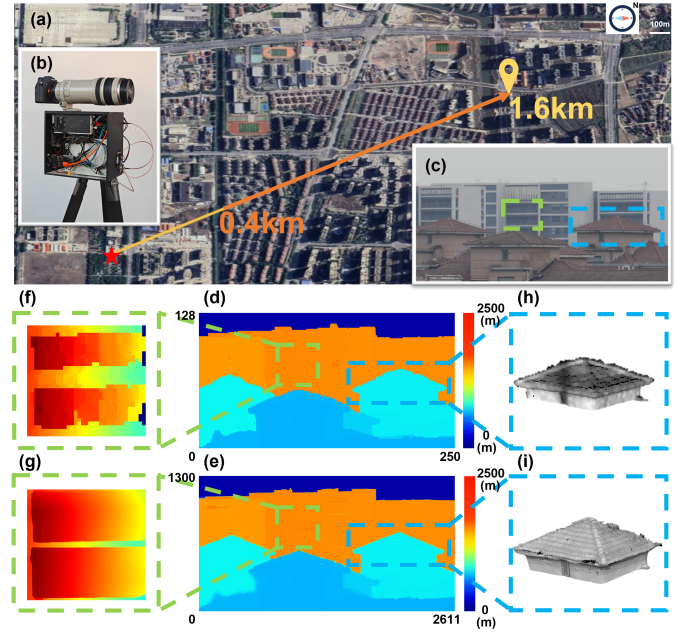 (a)
N
100m
(b)
1.6km
(c)
0.4km
(f)
128
(d)
2500
(m)
(h)
0
(m)
0
250
(g)
1300
(e)
2500
(m)
(i)
0
(m)
0
2611